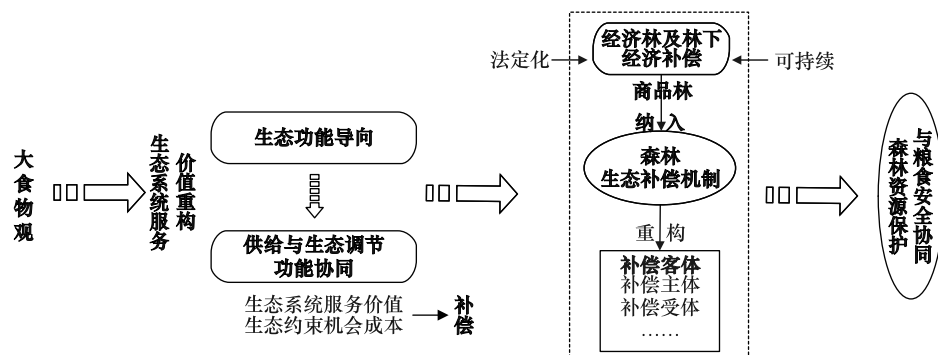 大食物观
生态系统服务
价值重构
生态功能导向
供给与生态调节
功能协同
生态系统服务价值
生态约束机会成本
补偿
法定化
经济林及林下
经济补偿
可持续
商品林
纳入
森林
生态补偿机制
重构
补偿客体
补偿主体
补偿受体
……
森林资源保护
与粮食安全协同